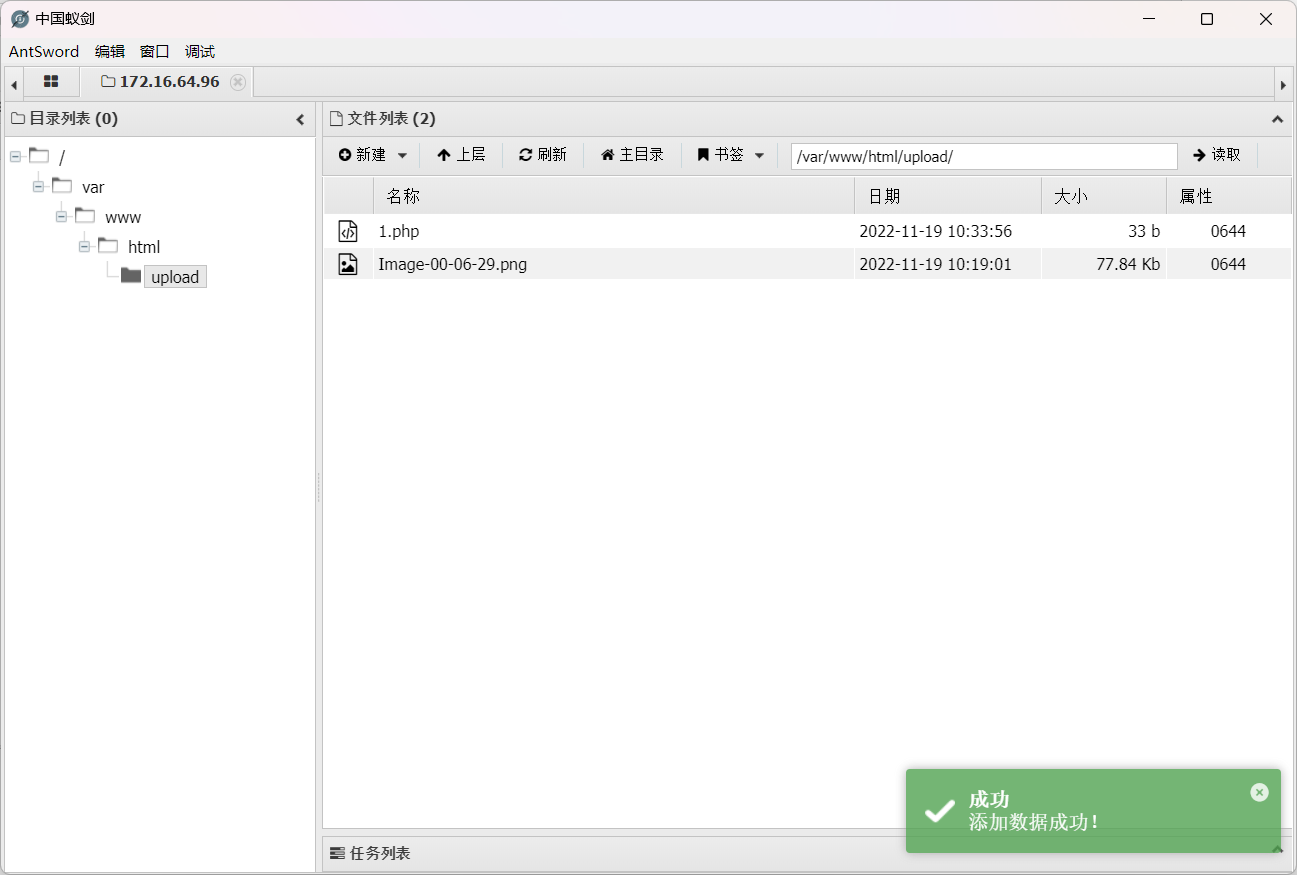 中国蚁剑
AntSword 编辑 窗口 调试
172.16.64.96
目录列表 (0)
/
var
www
html
upload
文件列表 (2)
新建 上层 刷新 主目录 书签 /var/www/html/upload/ 读取
名称 日期 大小 属性
1.php 2022-11-19 10:33:56 33 b 0644
Image-00-06-29.png 2022-11-19 10:19:01 77.84 Kb 0644
成功
添加数据成功!
任务列表